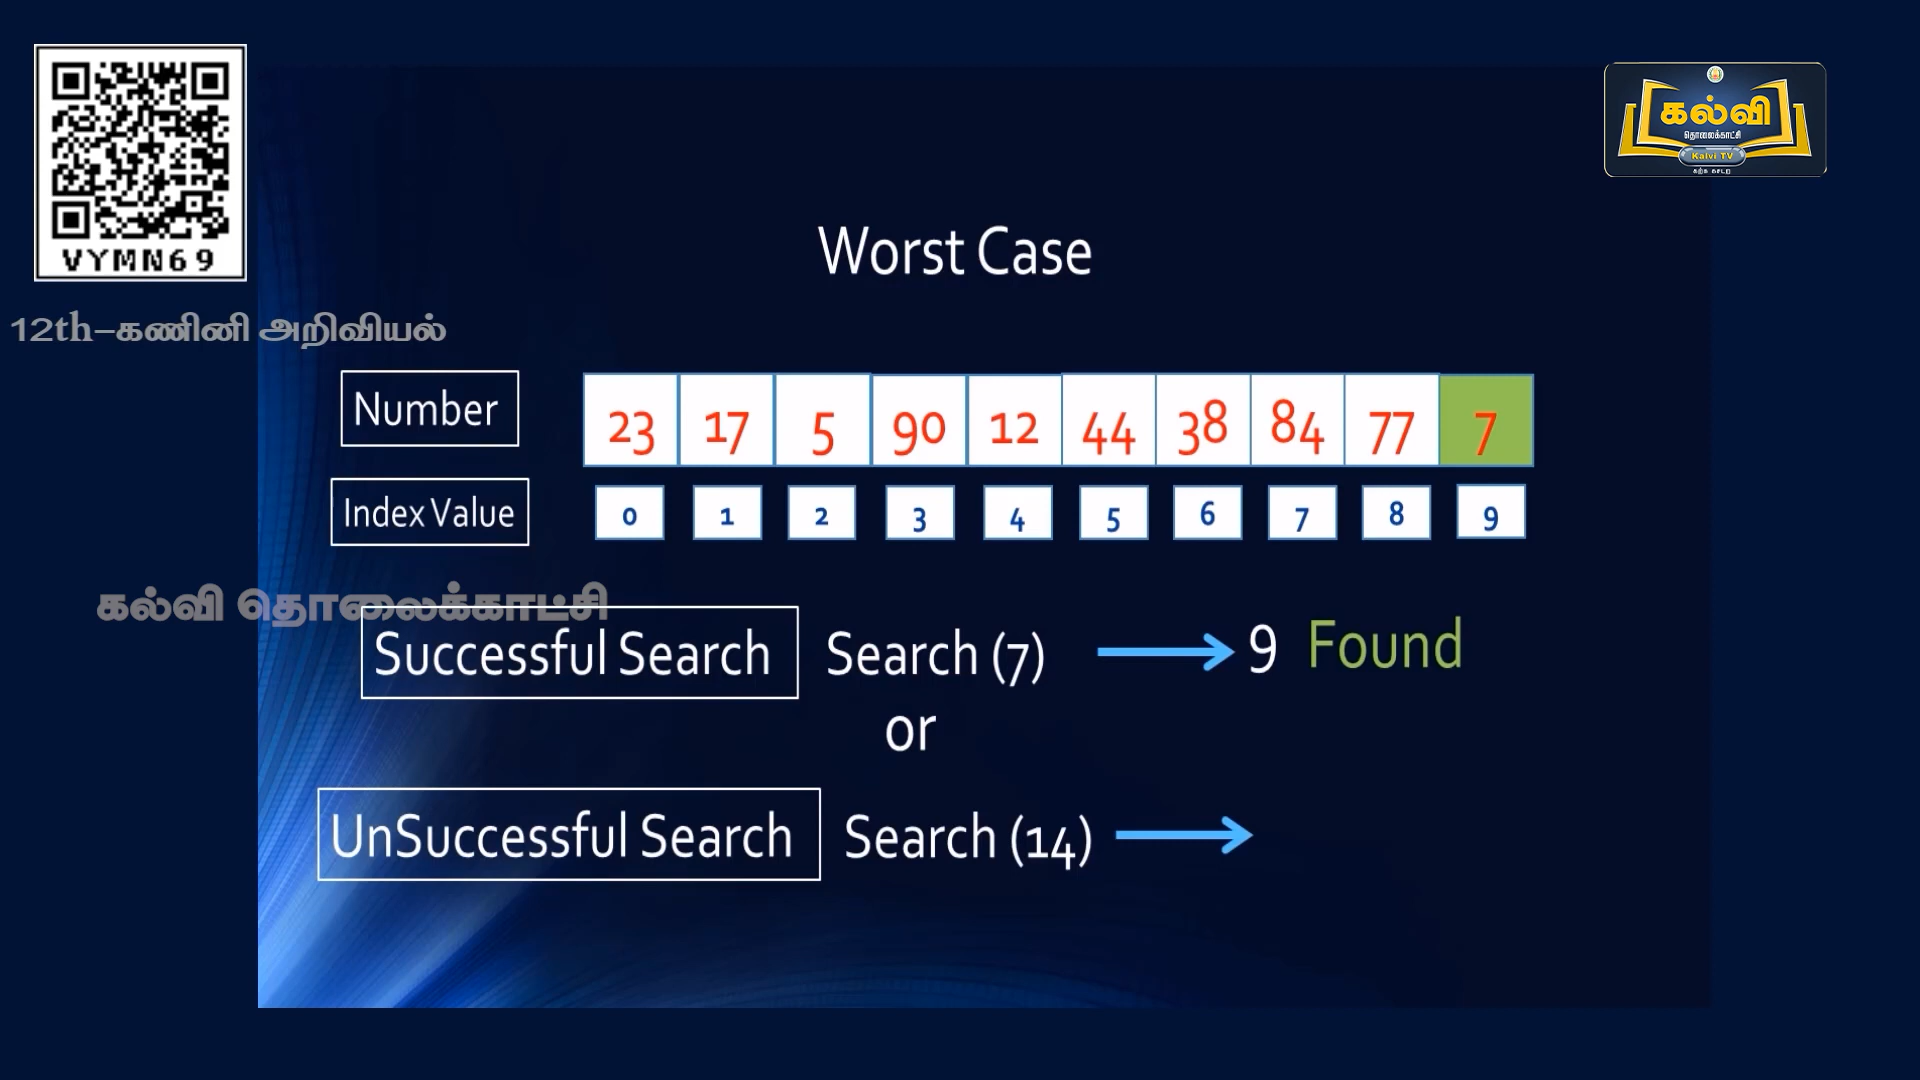 VYMN69
கல்வி
தொலைக்காட்சி
Kalvi TV
கற்க கசடற
Worst Case
12th-கணினி அறிவியல்
Number 23 17 5 90 12 44 38 84 77 7
Index Value 0 1 2 3 4 5 6 7 8 9
கல்வி தொலைக்காட்சி
Successful Search Search (7) → 9 Found
or
UnSuccessful Search Search (14) →